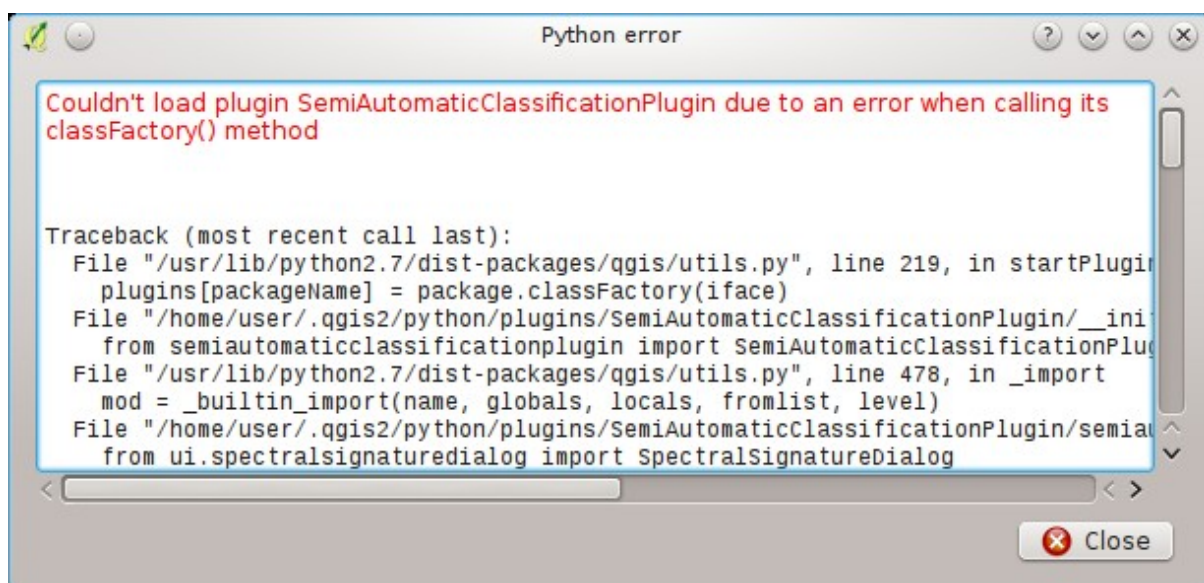 Python error
Couldn't load plugin SemiAutomaticClassificationPlugin due to an error when calling its
classFactory() method
Traceback (most recent call last):
File "/usr/lib/python2.7/dist-packages/qgis/utils.py", line 219, in startPlugin
plugins[packageName] = package.classFactory(iface)
File "/home/user/.qgis2/python/plugins/SemiAutomaticClassificationPlugin/__ini
from semiautomaticclassificationplugin import SemiAutomaticClassificationPlug
File "/usr/lib/python2.7/dist-packages/qgis/utils.py", line 478, in _import
mod = _builtin_import(name, globals, locals, fromlist, level)
File "/home/user/.qgis2/python/plugins/SemiAutomaticClassificationPlugin/semiau
from ui.spectralsignaturedialog import SpectralSignatureDialog
Close